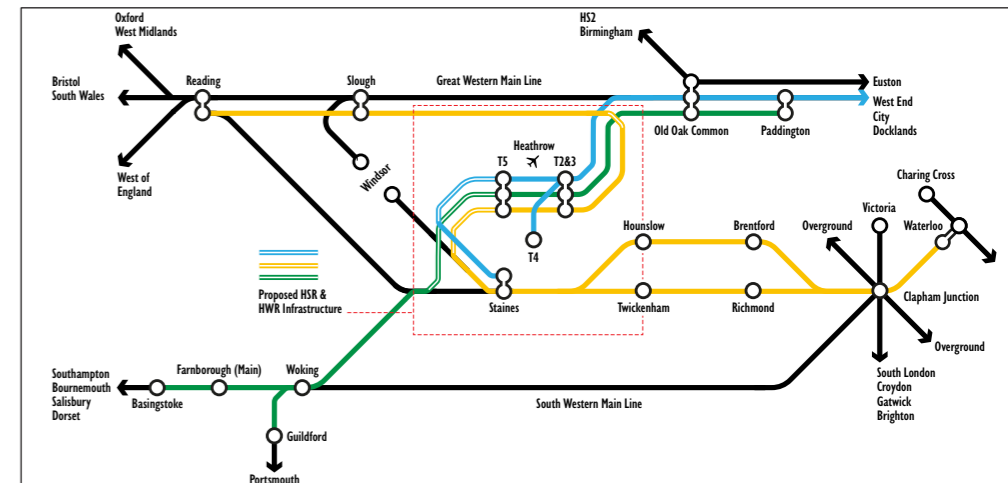 Oxford
West Midlands
HS2
Birmingham
Bristol
South Wales
Reading
Slough
Great Western Main Line
Euston
West End
City
Docklands
Old Oak Common
Paddington
West of
England
Windsor
Heathrow
T5
T2&3
T4
Charing Cross
Victoria
Waterloo
Overground
Hounslow
Brentford
Proposed HSR &
HWR Infrastructure
Staines
Twickenham
Richmond
Clapham Junction
Overground
Southampton
Bournemouth
Salisbury
Dorset
Farnborough (Main)
Woking
Basingstoke
South Western Main Line
South London
Croydon
Gatwick
Brighton
Guildford
Portsmouth